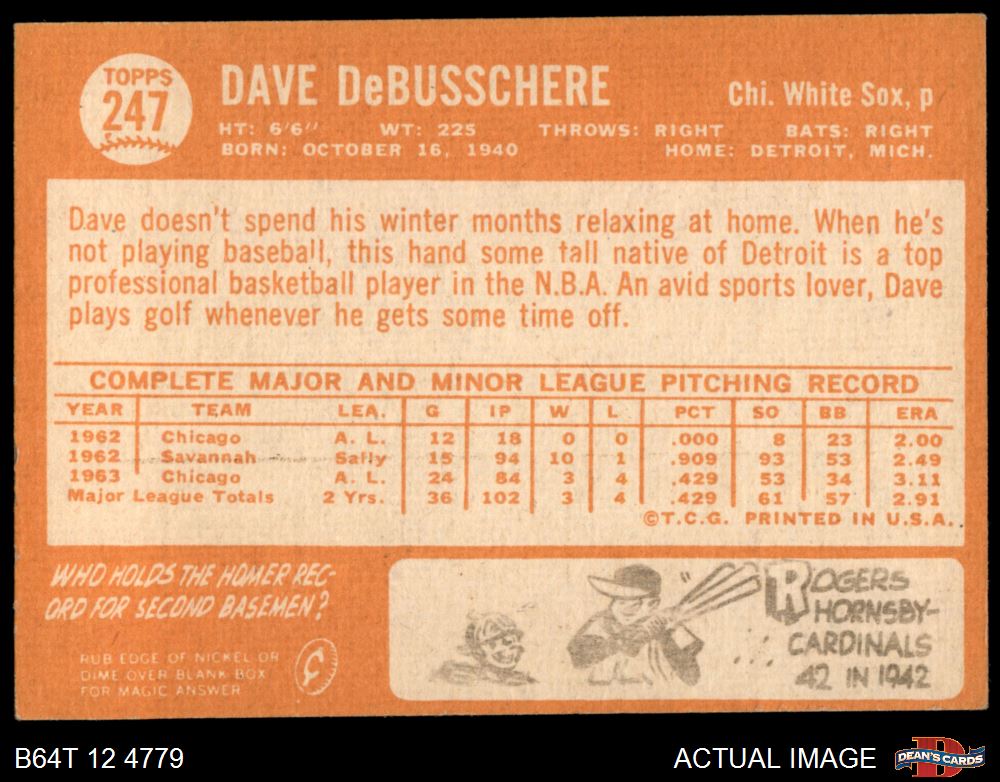 TOPPS
247
DAVE DeBUSSCHERE
Chi. White Sox, p
HT: 6'6" WT: 225 THROWS: RIGHT BATS: RIGHT
BORN: OCTOBER 16, 1940 HOME: DETROIT, MICH.
Dave doesn't spend his winter months relaxing at home. When he's
not playing baseball, this hand some tall native of Detroit is a top
professional basketball player in the N.B.A. An avid sports lover, Dave
plays golf whenever he gets some time off.
COMPLETE MAJOR AND MINOR LEAGUE PITCHING RECORD
YEAR TEAM LEA. G IP W L PCT SO BB ERA
1962 Chicago A. L. 12 18 0 0 .000 8 23 2.00
1962 Savannah Sally 15 94 10 1 .909 93 53 2.49
1963 Chicago A. L. 24 84 3 4 .429 53 34 3.11
Major League Totals 2 Yrs. 36 102 3 4 .429 61 57 2.91
©T.C.G. PRINTED IN U.S.A.
WHO HOLDS THE HOMER REC-
ORD FOR SECOND BASEMEN?
RUB EDGE OF NICKEL OR
DIME OVER BLANK BOX
FOR MAGIC ANSWER
¢
ROGERS
HORNSBY-
CARDINALS
... 42 IN 1942
B64T 12 4779
ACTUAL IMAGE
D
DEAN'S CARDS